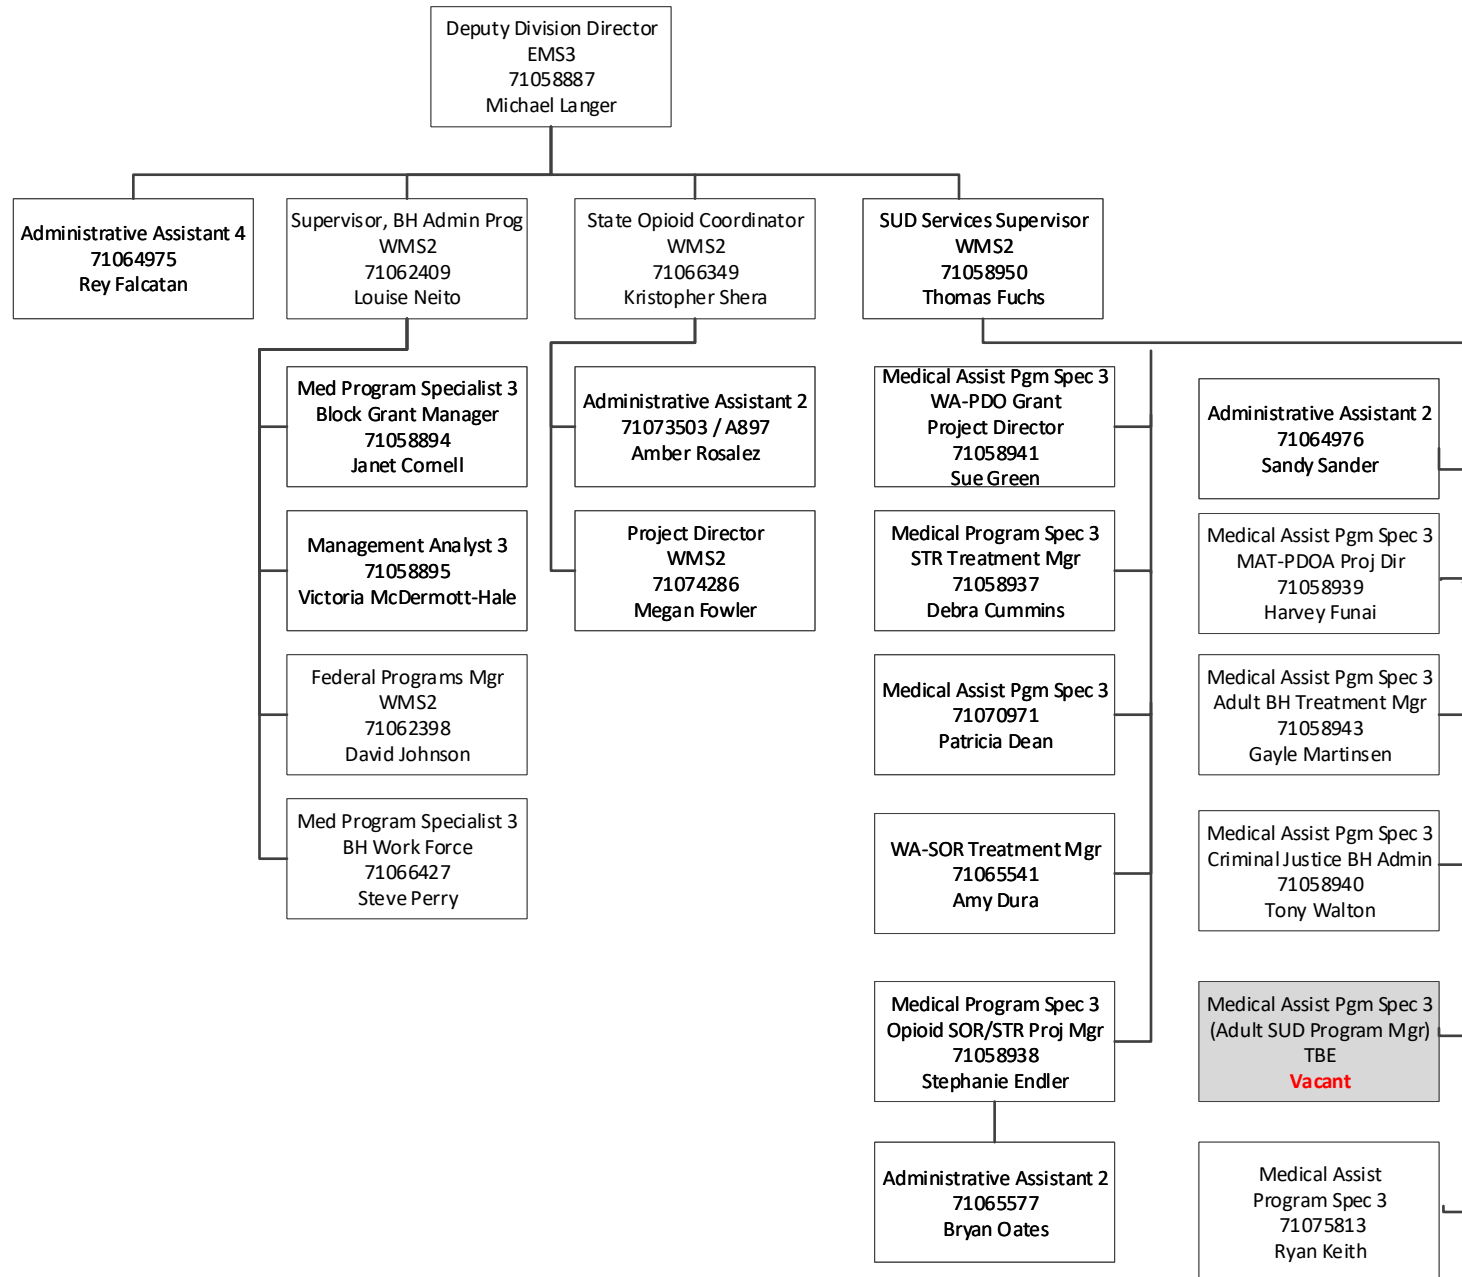 Deputy Division Director
EMS3
71058887
Michael Langer
Administrative Assistant 4
71064975
Rey Falcatan
Supervisor, BH Admin Prog
WMS2
71062409
Louise Neito
State Opioid Coordinator
WMS2
71066349
Kristopher Shera
SUD Services Supervisor
WMS2
71058950
Thomas Fuchs
Med Program Specialist 3
Block Grant Manager
71058894
Janet Cornell
Management Analyst 3
71058895
Victoria McDermott-Hale
Federal Programs Mgr
WMS2
71062398
David Johnson
Med Program Specialist 3
BH Work Force
71066427
Steve Perry
Administrative Assistant 2
71073503 / A897
Amber Rosalez
Project Director
WMS2
71074286
Megan Fowler
Medical Assist Pgm Spec 3
WA-PDO Grant
Project Director
71058941
Sue Green
Medical Program Spec 3
STR Treatment Mgr
71058937
Debra Cummins
Medical Assist Pgm Spec 3
71070971
Patricia Dean
WA-SOR Treatment Mgr
71065541
Amy Dura
Medical Program Spec 3
Opioid SOR/STR Proj Mgr
71058938
Stephanie Endler
Administrative Assistant 2
71065577
Bryan Oates
Administrative Assistant 2
71064976
Sandy Sander
Medical Assist Pgm Spec 3
MAT-PDOA Proj Dir
71058939
Harvey Funai
Medical Assist Pgm Spec 3
Adult BH Treatment Mgr
71058943
Gayle Martinsen
Medical Assist Pgm Spec 3
Criminal Justice BH Admin
71058940
Tony Walton
Medical Assist Pgm Spec 3
(Adult SUD Program Mgr)
TBE
Vacant
Medical Assist
Program Spec 3
71075813
Ryan Keith